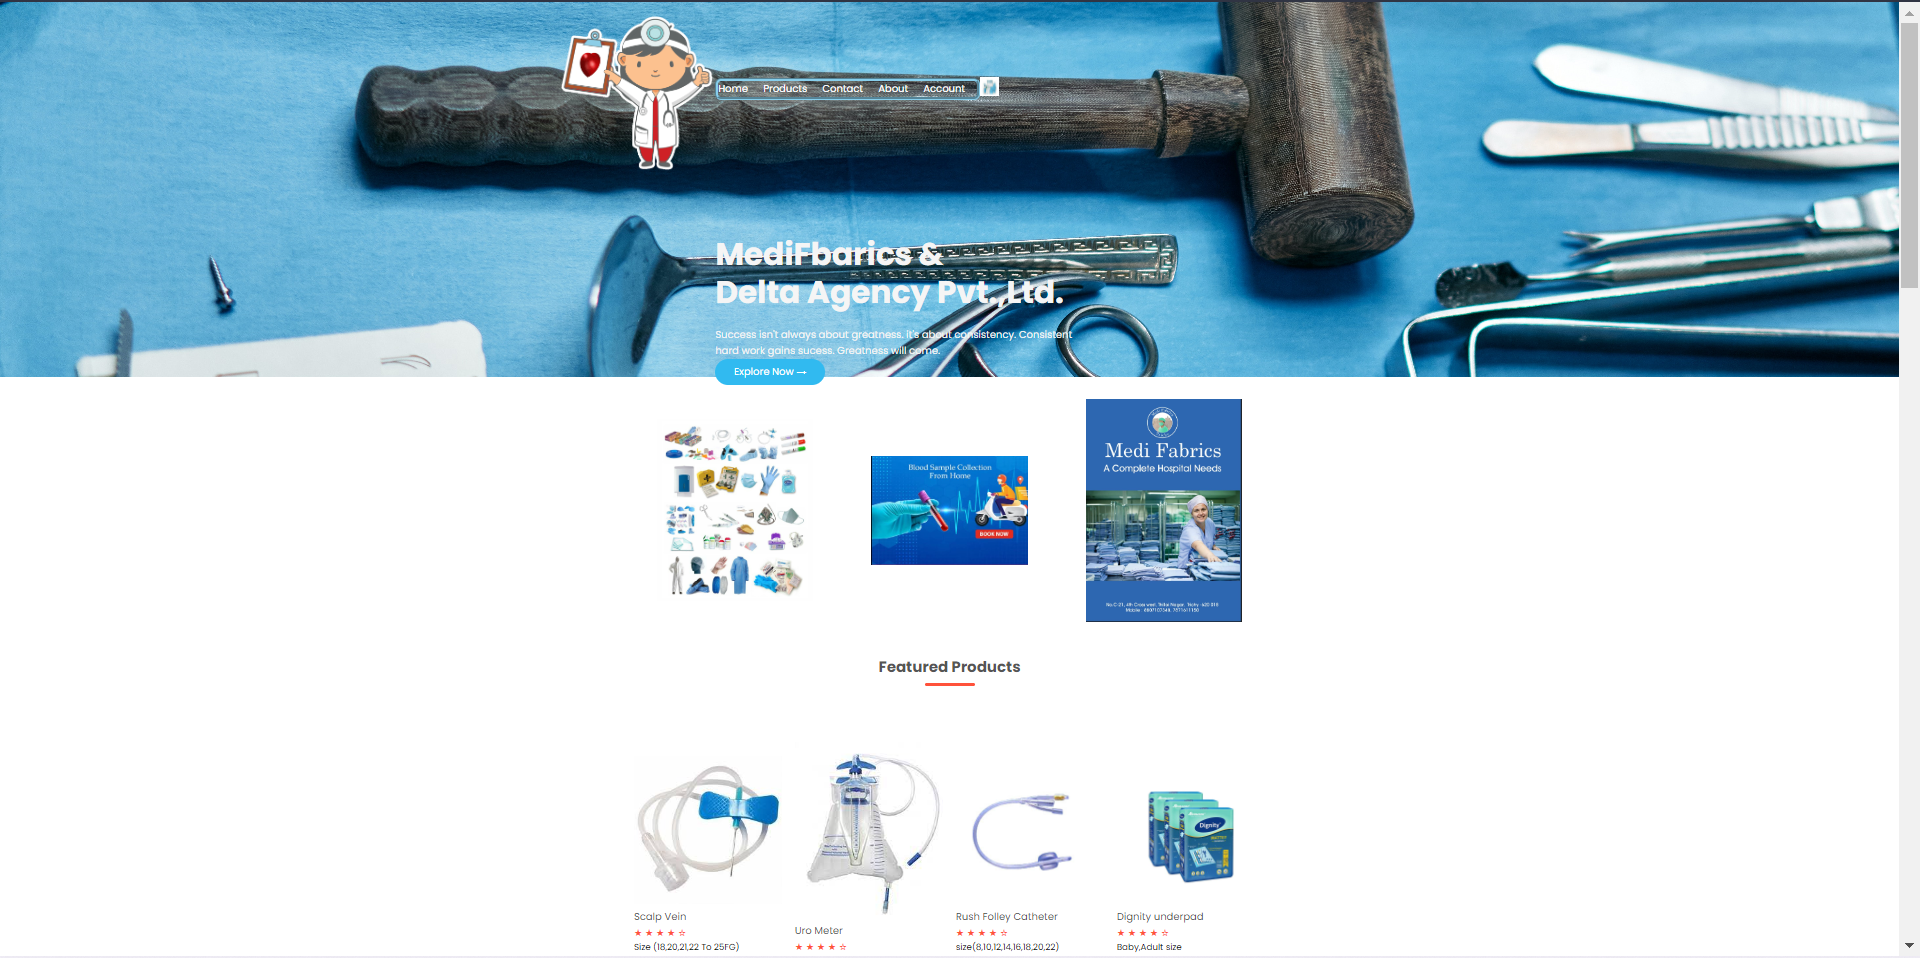 Home Products Contact About Account
MediFbarics &
Delta Agency Pvt.,Ltd.
Success isn't always about greatness. it's about consistency. Consistent
hard work gains sucess. Greatness will come.
Explore Now →
Blood Sample Collection
From Home
BOOK NOW
Medi Fabrics
A Complete Hospital Needs
Featured Products
Dignity
Scalp Vein
★ ★ ★ ★ ☆
Size (18,20,21,22 To 25FG)
Uro Meter
★ ★ ★ ★ ☆
Rush Folley Catheter
★ ★ ★ ★ ☆
size(8,10,12,14,16,18,20,22)
Dignity underpad
★ ★ ★ ★ ☆
Baby,Adult size